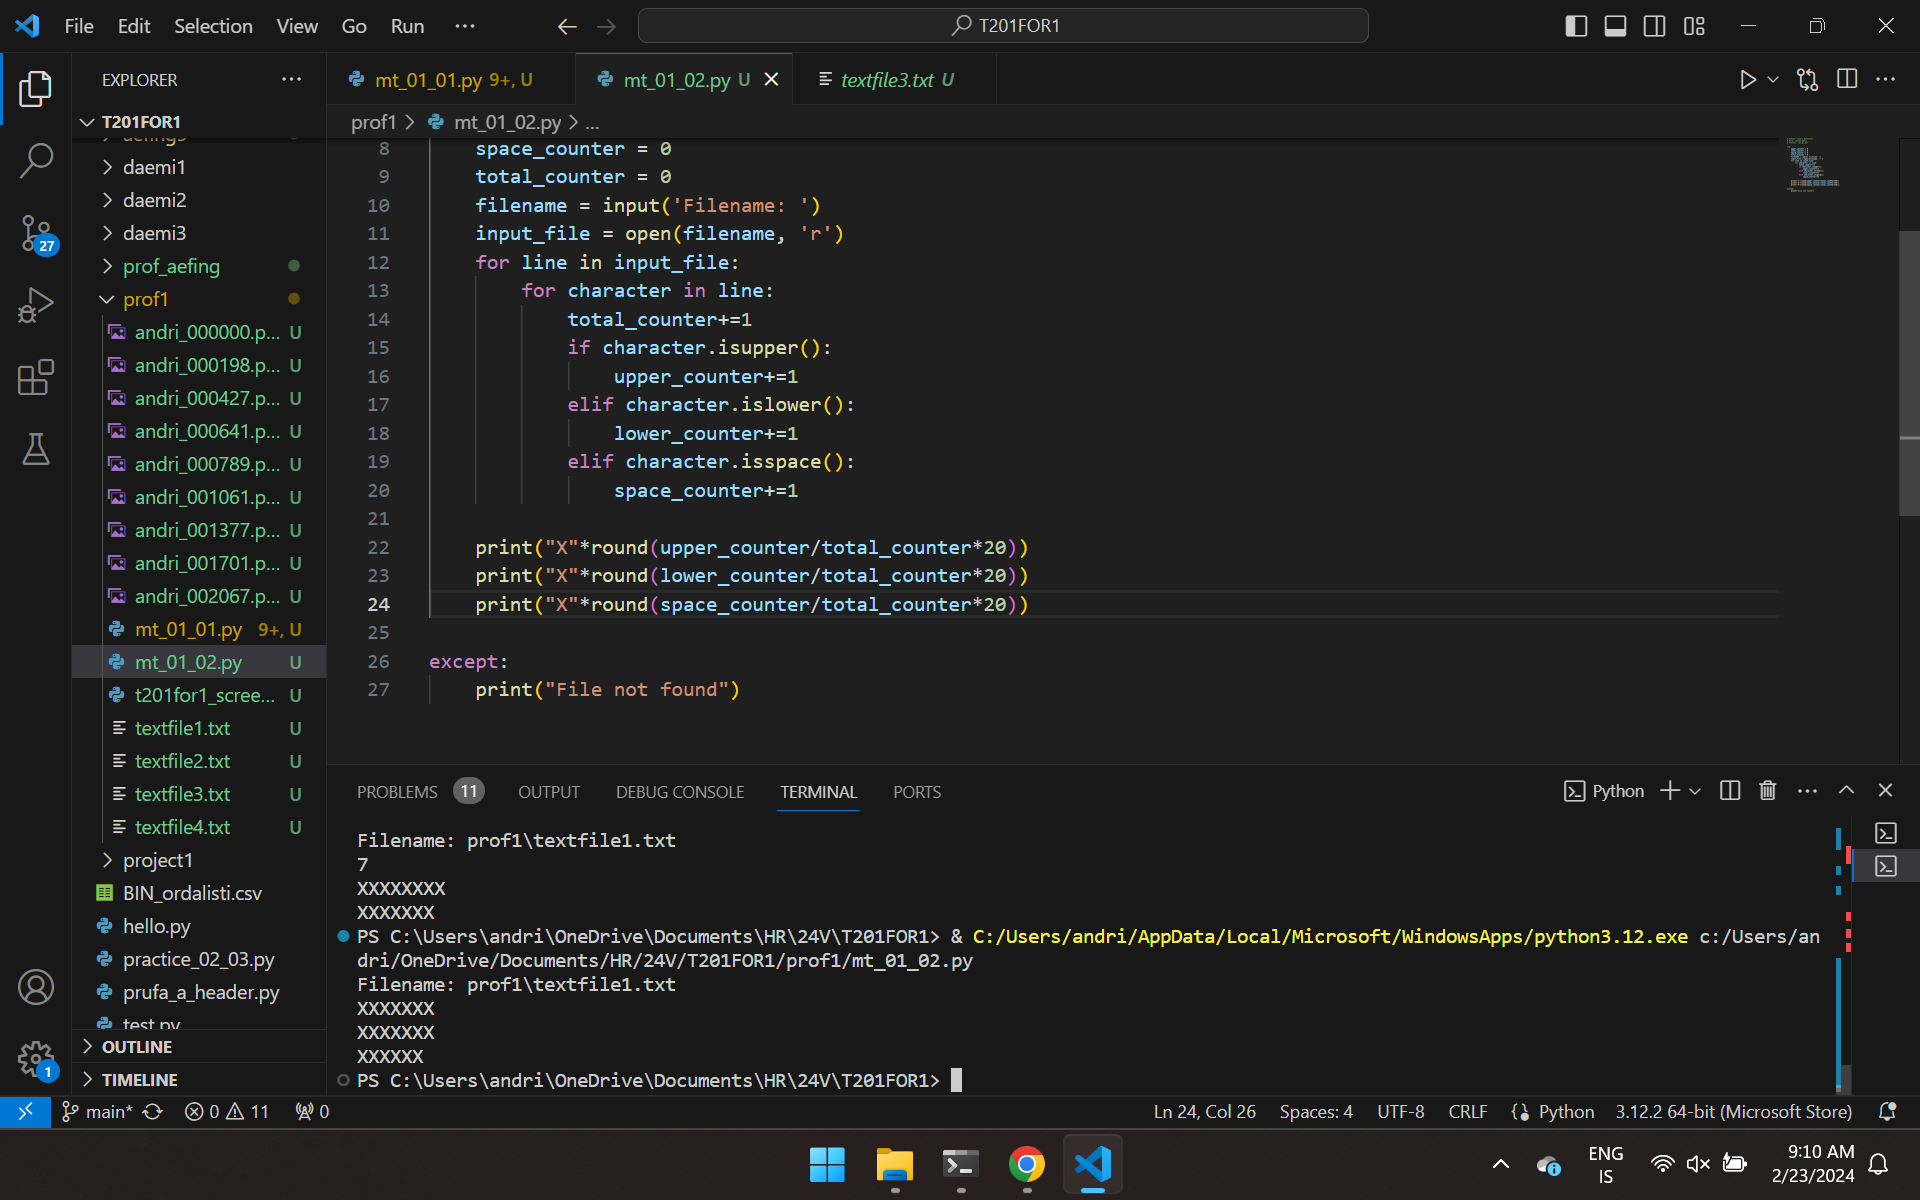 File Edit Selection View Go Run ···
T201FOR1
EXPLORER ···
mt_01_01.py 9+, U
mt_01_02.py U
textfile3.txt U
prof1 > mt_01_02.py > ...
T201FOR1
daemi1
daemi2
daemi3
prof_aefing
prof1
andri_000000.p... U
andri_000198.p... U
andri_000427.p... U
andri_000641.p... U
andri_000789.p... U
andri_001061.p... U
andri_001377.p... U
andri_001701.p... U
andri_002067.p... U
mt_01_01.py 9+, U
mt_01_02.py U
t201for1_scree... U
textfile1.txt U
textfile2.txt U
textfile3.txt U
textfile4.txt U
project1
BIN_ordalisti.csv
hello.py
practice_02_03.py
prufa_a_header.py
test.py
OUTLINE
TIMELINE
27
1
8 space_counter = 0
9 total_counter = 0
10 filename = input('Filename: ')
11 input_file = open(filename, 'r')
12 for line in input_file:
13 for character in line:
14 total_counter+=1
15 if character.isupper():
16 upper_counter+=1
17 elif character.islower():
18 lower_counter+=1
19 elif character.isspace():
20 space_counter+=1
21
22 print("X"*round(upper_counter/total_counter*20))
23 print("X"*round(lower_counter/total_counter*20))
24 print("X"*round(space_counter/total_counter*20))
25
26 except:
27 print("File not found")
PROBLEMS 11 OUTPUT DEBUG CONSOLE TERMINAL PORTS
Python
Filename: prof1\textfile1.txt
7
XXXXXXXX
XXXXXXX
PS C:\Users\andri\OneDrive\Documents\HR\24V\T201FOR1> & C:/Users/andri/AppData/Local/Microsoft/WindowsApps/python3.12.exe c:/Users/an
dri/OneDrive/Documents/HR/24V/T201FOR1/prof1/mt_01_02.py
Filename: prof1\textfile1.txt
XXXXXXX
XXXXXXX
XXXXXX
PS C:\Users\andri\OneDrive\Documents\HR\24V\T201FOR1>
main* 0 11 0
Ln 24, Col 26 Spaces: 4 UTF-8 CRLF Python 3.12.2 64-bit (Microsoft Store)
ENG
IS
9:10 AM
2/23/2024